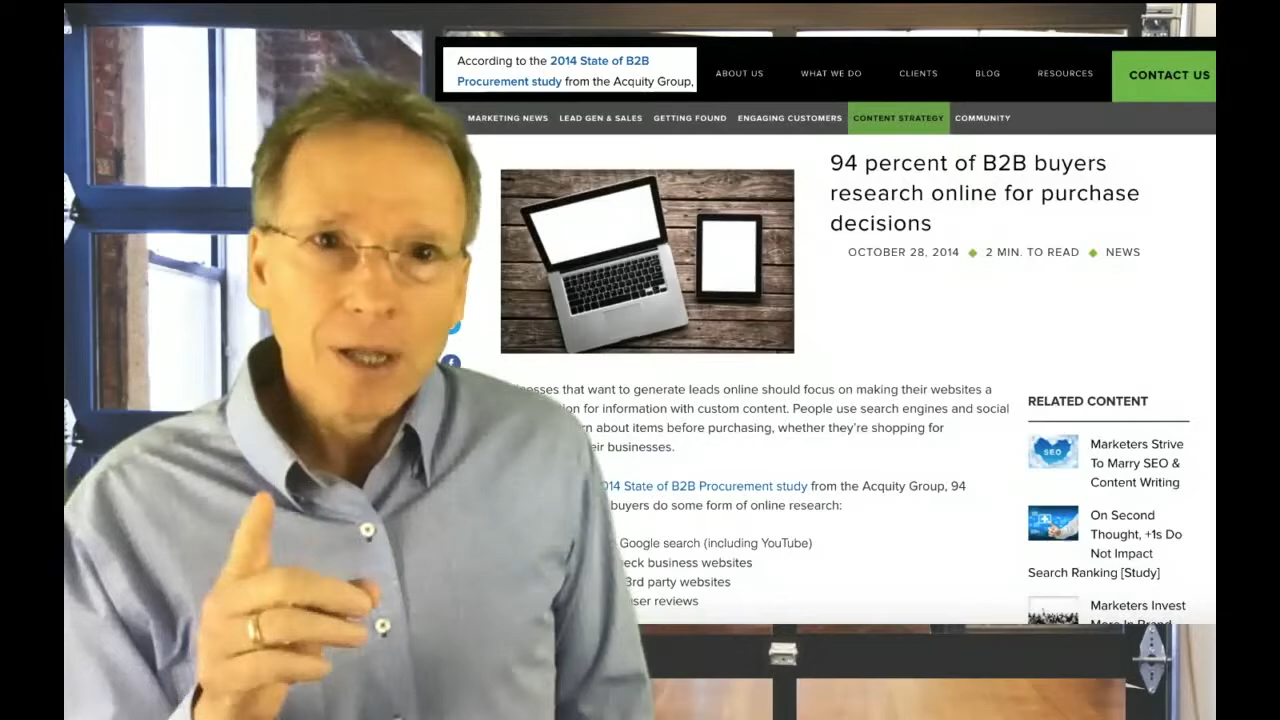 According to the 2014 State of B2B
Procurement study from the Acquity Group,
ABOUT US
WHAT WE DO
CLIENTS
BLOG
RESOURCES
CONTACT US
MARKETING NEWS
LEAD GEN & SALES
GETTING FOUND
ENGAGING CUSTOMERS
CONTENT STRATEGY
COMMUNITY
94 percent of B2B buyers
research online for purchase
decisions
OCTOBER 28, 2014 ◆ 2 MIN. TO READ ◆ NEWS
that want to generate leads online should focus on making their websites a
for information with custom content. People use search engines and social
about items before purchasing, whether they're shopping for
businesses.
State of B2B Procurement study from the Acquity Group, 94
buyers do some form of online research:
Google search (including YouTube)
business websites
3rd party websites
reviews
RELATED CONTENT
SEO
Marketers Strive
To Marry SEO &
Content Writing
On Second
Thought, +1s Do
Not Impact
Search Ranking [Study]
Marketers Invest
More In Brand